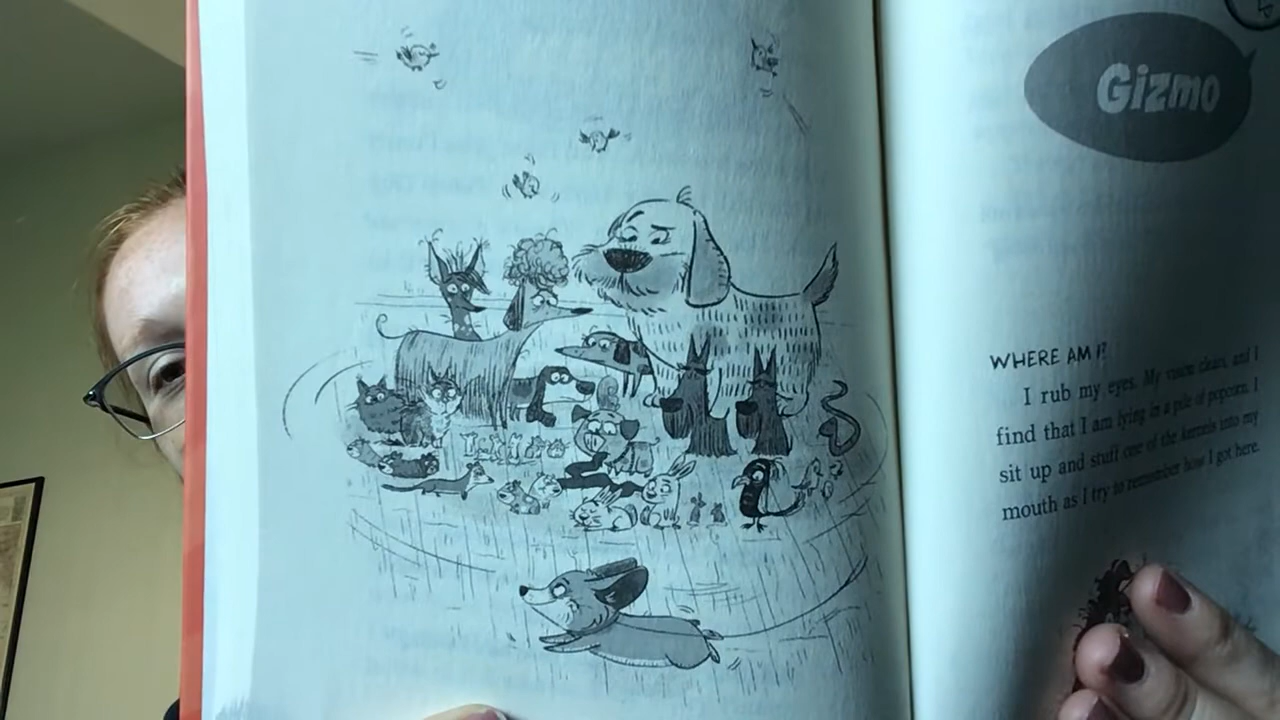 Gizmo
WHERE AM I?
I rub my eyes. My vision clears, and I
find that I am lying in a pile of popcorn. I
sit up and stuff one of the kernels into my
mouth as I try to remember how I got here.